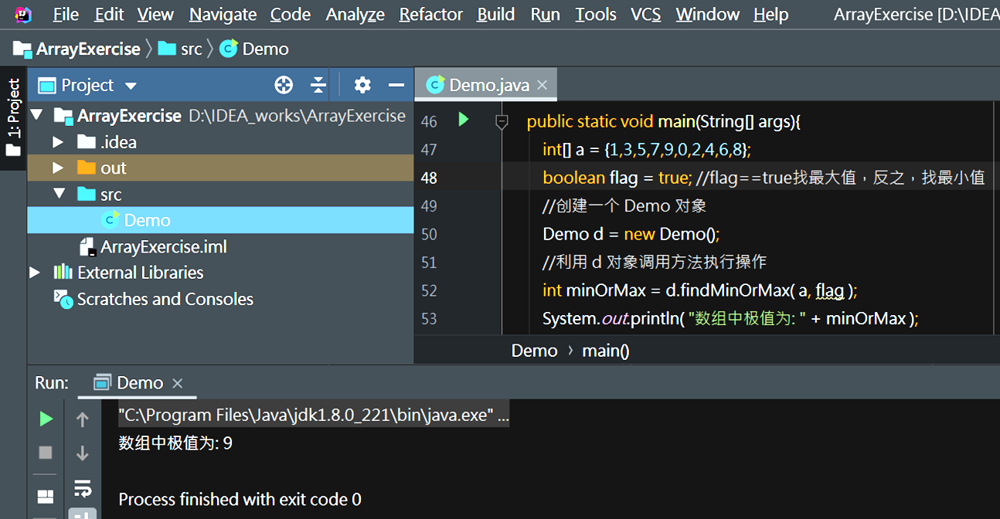 File Edit View Navigate Code Analyze Refactor Build Run Tools VCS Window Help ArrayExercise [D:\IDEA
ArrayExercise src Demo
1: Project
Project
ArrayExercise D:\IDEA_works\ArrayExercise
.idea
out
src
Demo
ArrayExercise.iml
External Libraries
Scratches and Consoles
Demo.java
46 public static void main(String[] args){
47 int[] a = {1,3,5,7,9,0,2,4,6,8};
48 boolean flag = true; //flag==true找最大值，反之，找最小值
49 //创建一个 Demo 对象
50 Demo d = new Demo();
51 //利用 d 对象调用方法执行操作
52 int minOrMax = d.findMinOrMax( a, flag );
53 System.out.println( "数组中极值为: " + minOrMax );
Demo › main()
Run: Demo
"C:\Program Files\Java\jdk1.8.0_221\bin\java.exe" ...
数组中极值为: 9
Process finished with exit code 0